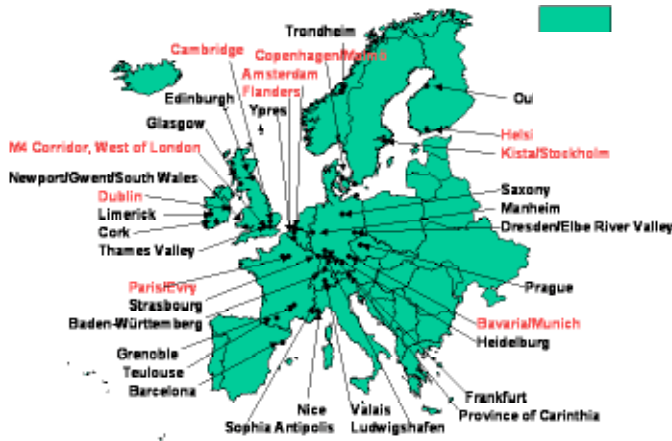 Trondheim
Cambridge
Copenhagen/Malmö
Amsterdam
Flanders
Edinburgh
Ypres
Oul
Glasgow
Helsi
M4 Corridor, West of London
Kista/Stockholm
Newport/Gwent/South Wales
Saxony
Dublin
Manheim
Limerick
Dresden/Elbe River Valley
Cork
Thames Valley
Paris/Evry
Prague
Strasbourg
Baden-Württemberg
Bavaria/Munich
Heidelburg
Grenoble
Teulouse
Barcelona
Frankfurt
Nice
Valais
Province of Carinthia
Sophia Antipolis
Ludwigshafen